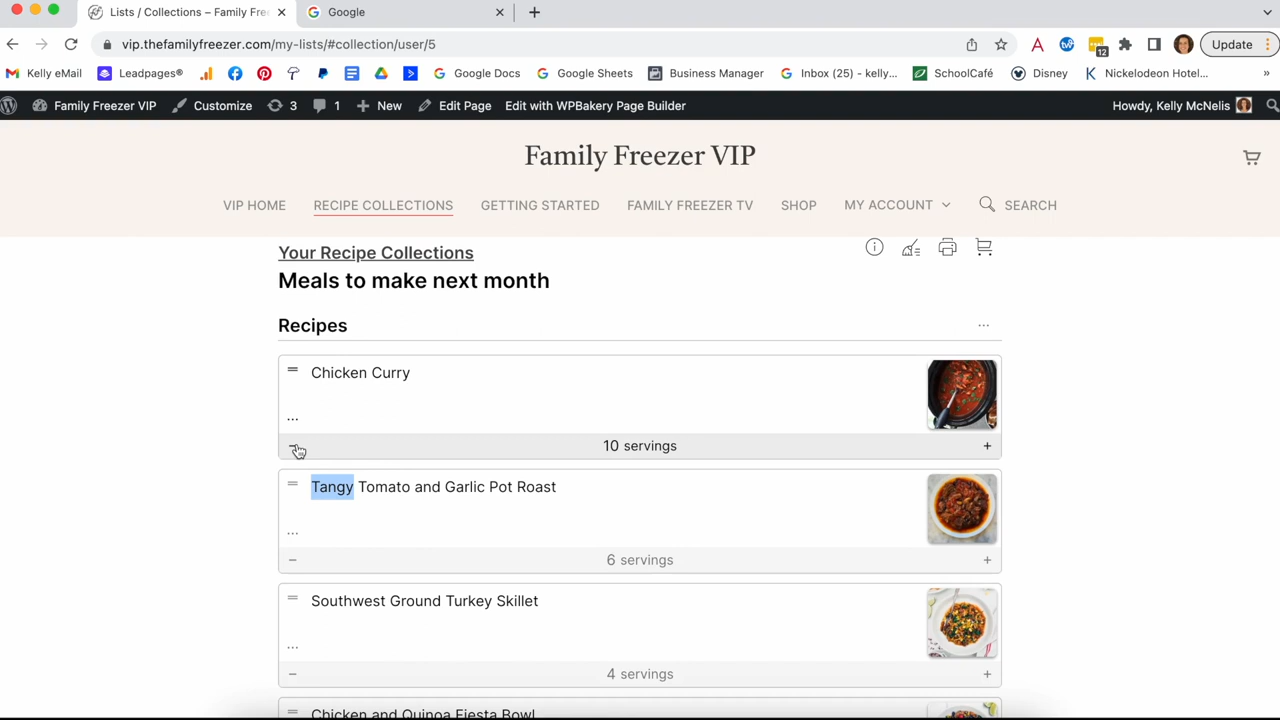 Lists / Collections – Family Fre
Google
vip.thefamilyfreezer.com/my-lists/#collection/user/5
12
Update
Kelly eMail
Leadpages®
Google Docs
Google Sheets
Business Manager
Inbox (25) - kelly...
SchoolCafé
Disney
Nickelodeon Hotel...
»
Family Freezer VIP
Customize
3
1
New
Edit Page
Edit with WPBakery Page Builder
Howdy, Kelly McNelis
Family Freezer VIP
VIP HOME
RECIPE COLLECTIONS
GETTING STARTED
FAMILY FREEZER TV
SHOP
MY ACCOUNT
SEARCH
Your Recipe Collections
Meals to make next month
Recipes
...
= Chicken Curry
...
− 10 servings +
= Tangy Tomato and Garlic Pot Roast
...
− 6 servings +
= Southwest Ground Turkey Skillet
...
− 4 servings +
= Chicken and Quinoa Fiesta Bowl